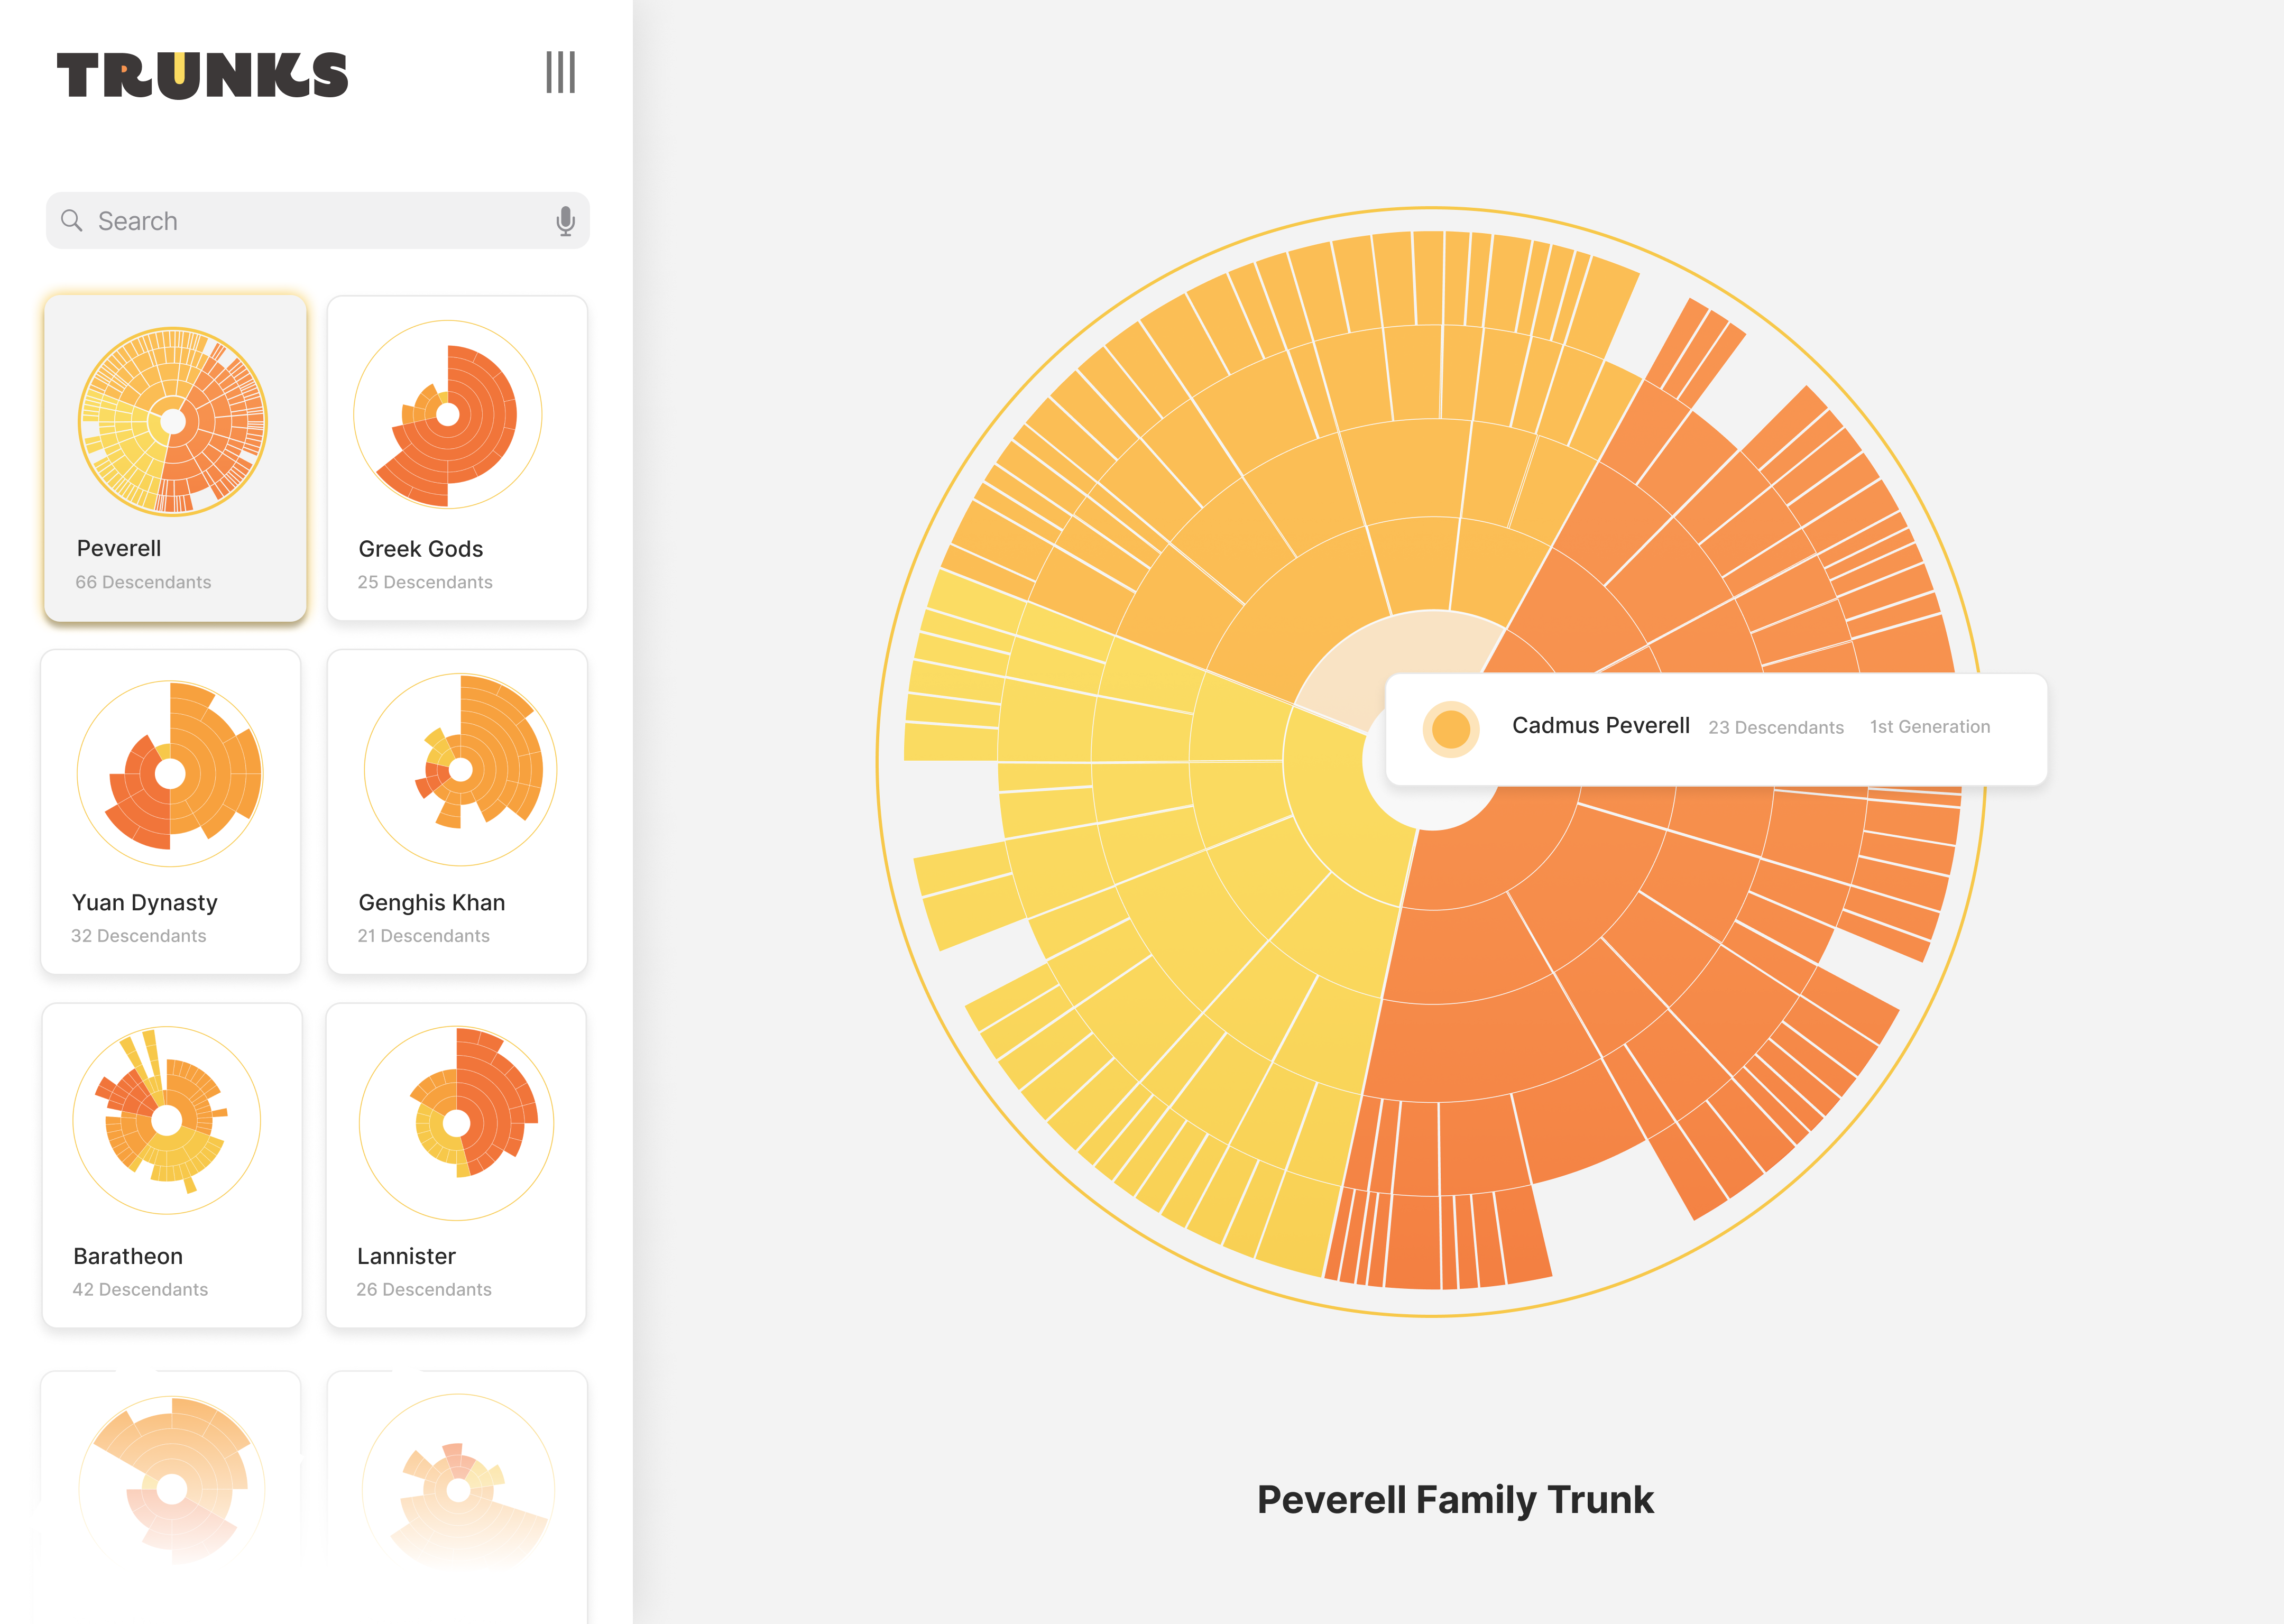 TRUNKS
Search
Peverell
66 Descendants
Greek Gods
25 Descendants
Yuan Dynasty
32 Descendants
Genghis Khan
21 Descendants
Baratheon
42 Descendants
Lannister
26 Descendants
Cadmus Peverell 23 Descendants 1st Generation
Peverell Family Trunk